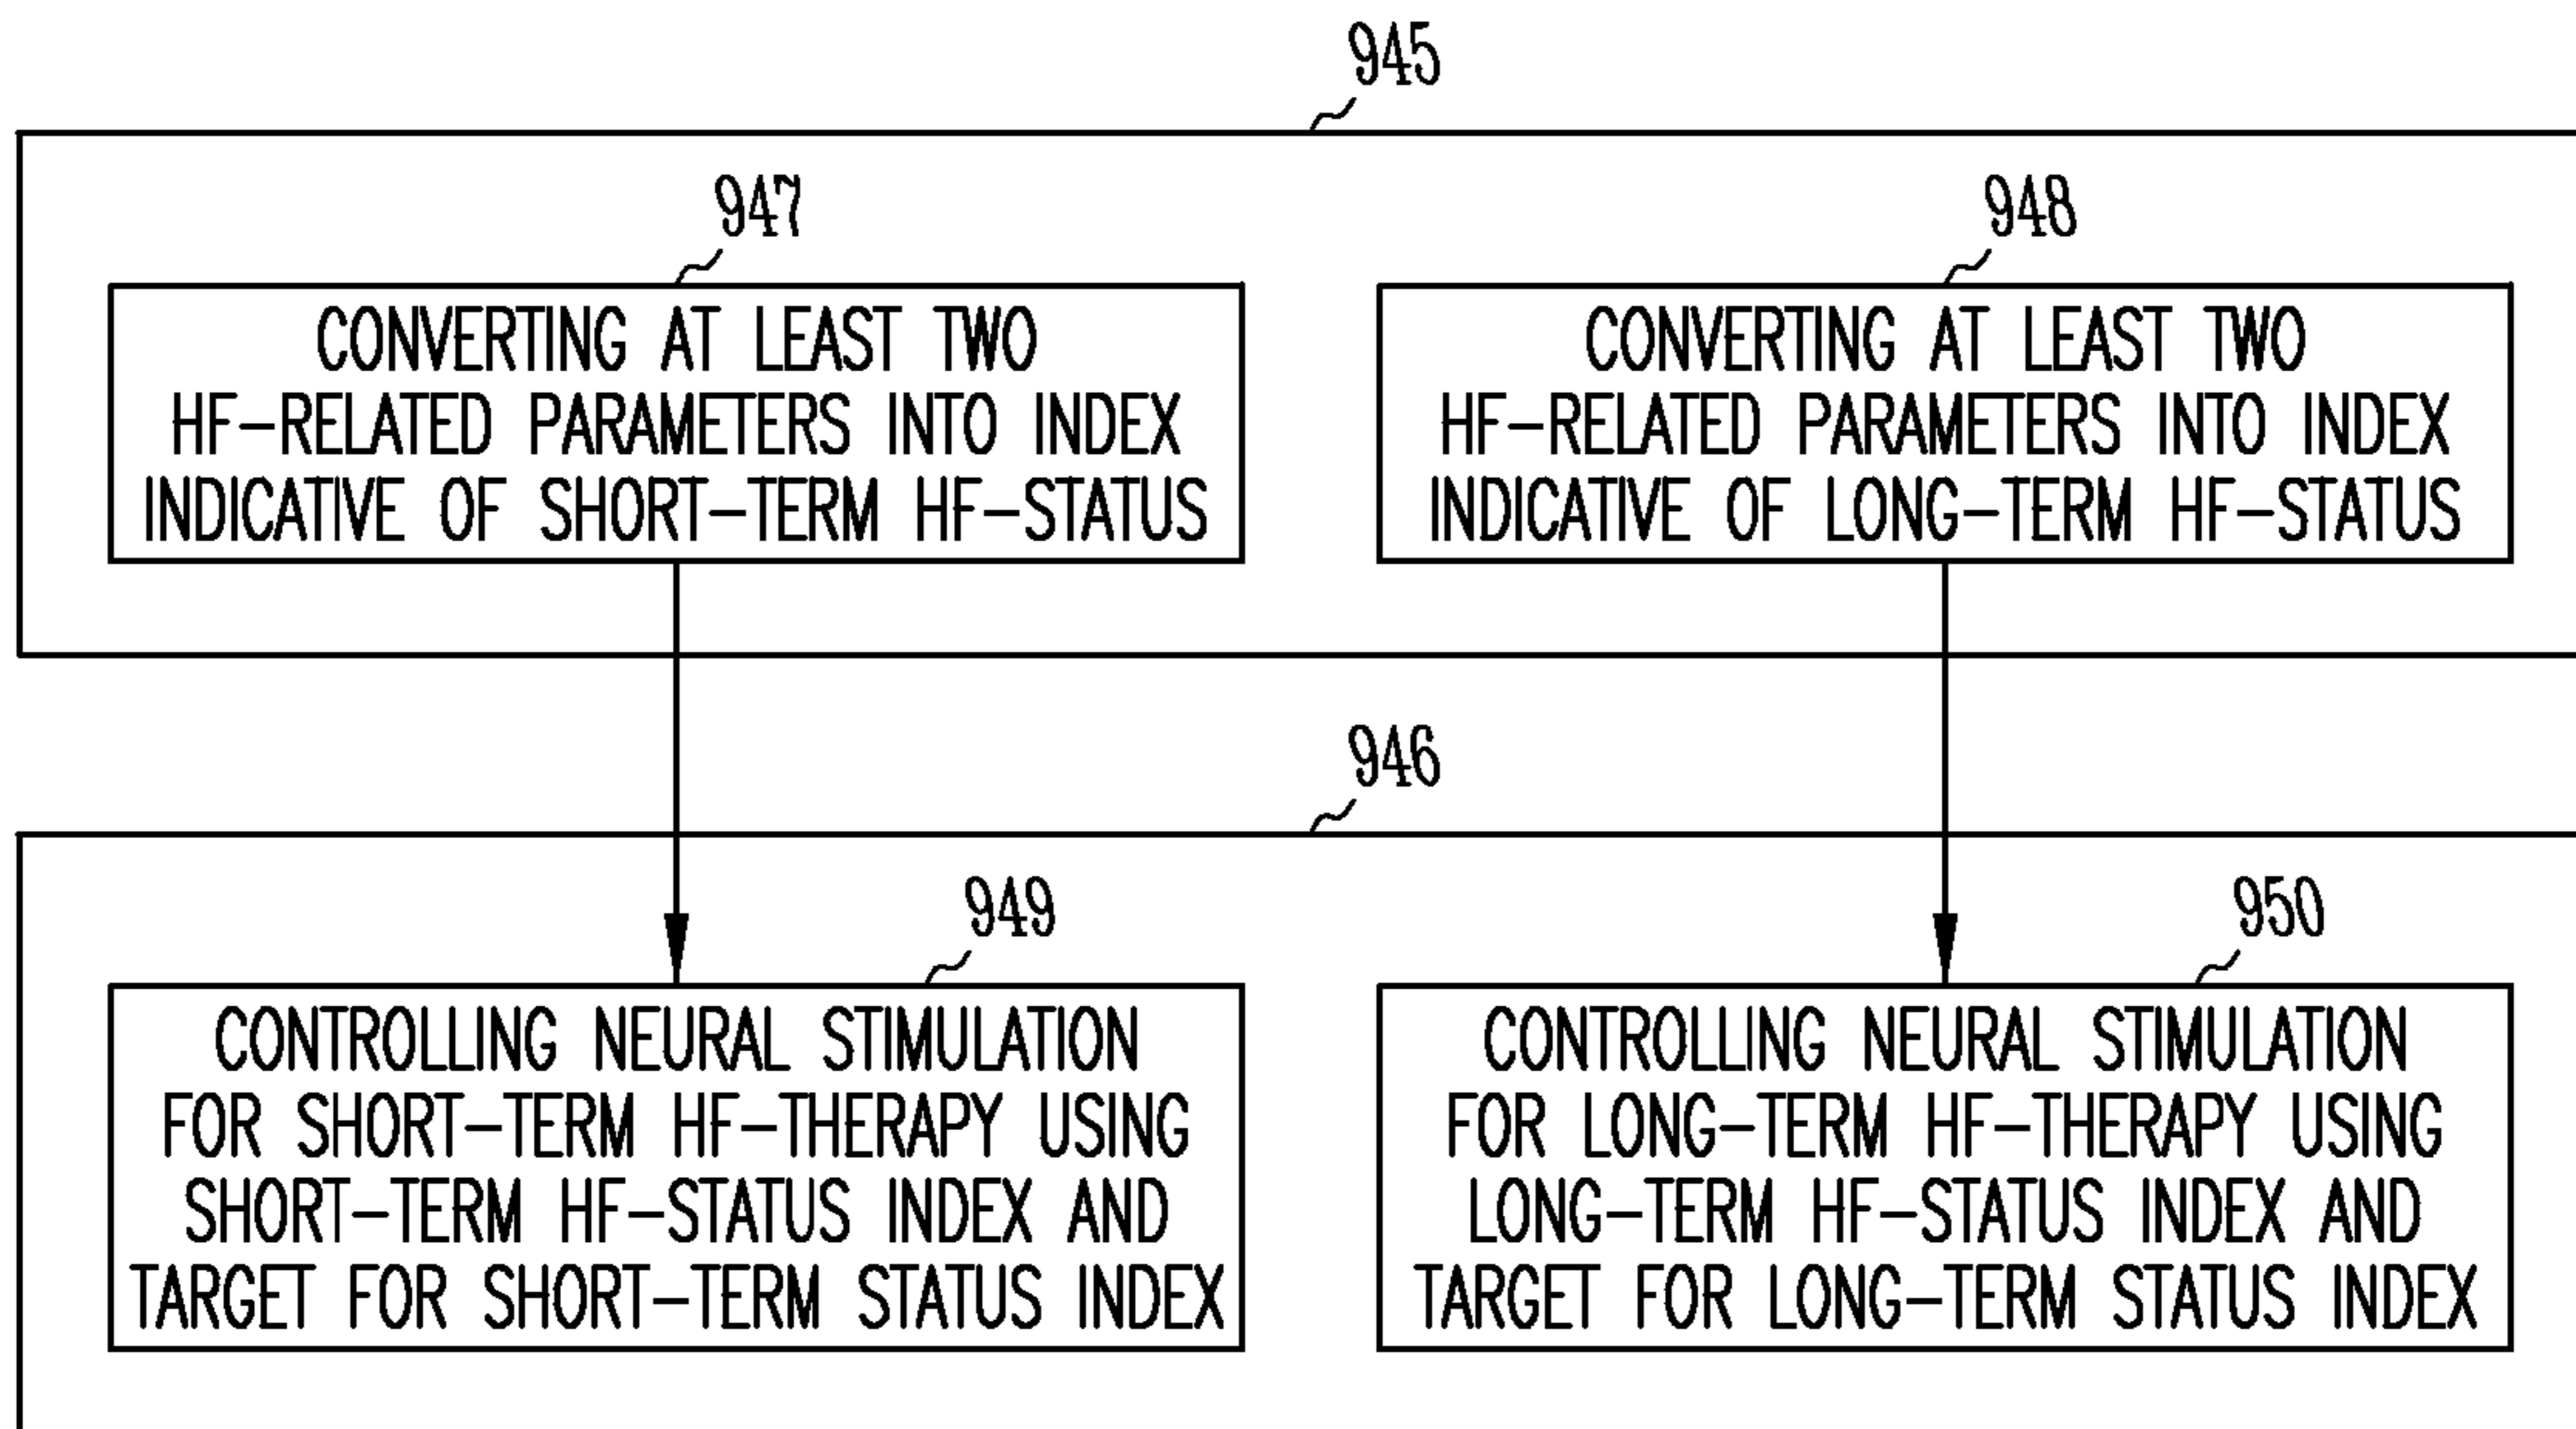 945
947
CONVERTING AT LEAST TWO
HF-RELATED PARAMETERS INTO INDEX
INDICATIVE OF SHORT-TERM HF-STATUS
948
CONVERTING AT LEAST TWO
HF-RELATED PARAMETERS INTO INDEX
INDICATIVE OF LONG-TERM HF-STATUS
946
949
CONTROLLING NEURAL STIMULATION
FOR SHORT-TERM HF-THERAPY USING
SHORT-TERM HF-STATUS INDEX AND
TARGET FOR SHORT-TERM STATUS INDEX
950
CONTROLLING NEURAL STIMULATION
FOR LONG-TERM HF-THERAPY USING
LONG-TERM HF-STATUS INDEX AND
TARGET FOR LONG-TERM STATUS INDEX